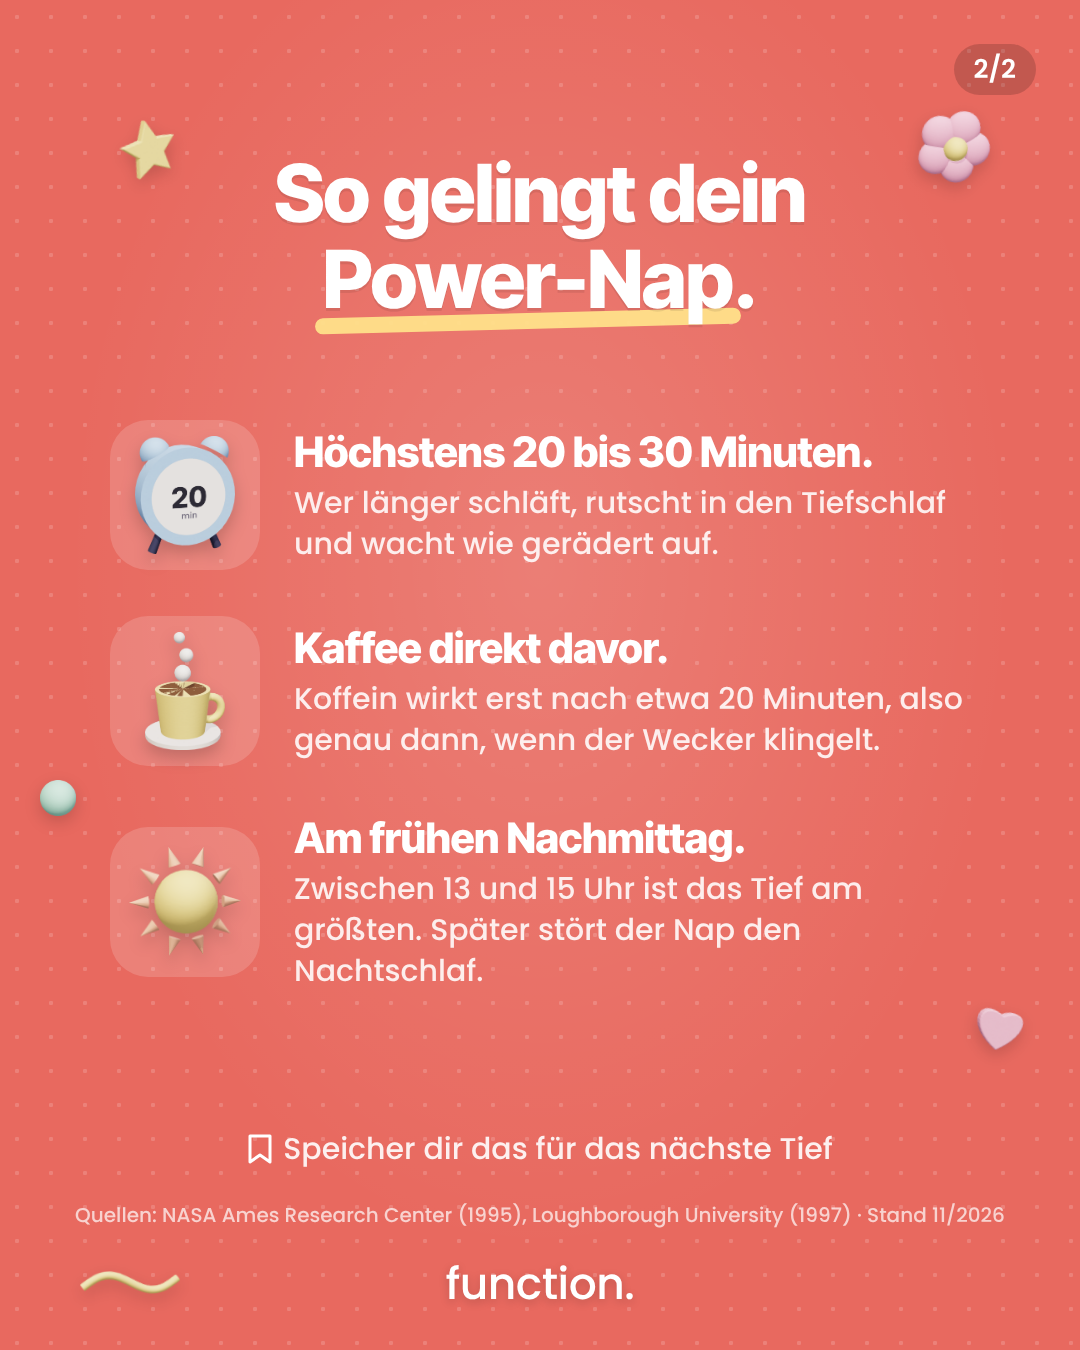 2/2
So gelingt dein
Power-Nap.
20
min
Höchstens 20 bis 30 Minuten.
Wer länger schläft, rutscht in den Tiefschlaf
und wacht wie gerädert auf.
Kaffee direkt davor.
Koffein wirkt erst nach etwa 20 Minuten, also
genau dann, wenn der Wecker klingelt.
Am frühen Nachmittag.
Zwischen 13 und 15 Uhr ist das Tief am
größten. Später stört der Nap den
Nachtschlaf.
Speicher dir das für das nächste Tief
Quellen: NASA Ames Research Center (1995), Loughborough University (1997) · Stand 11/2026
function.